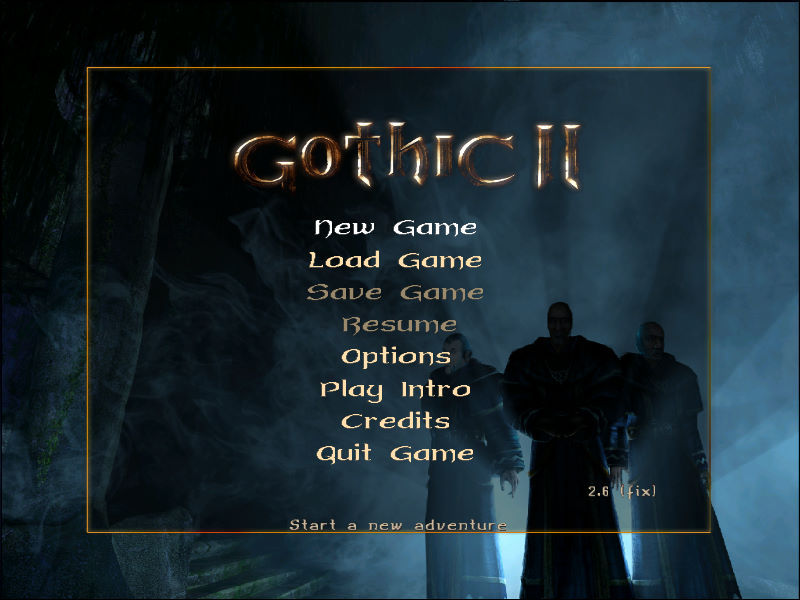 Gothic II
New Game
Load Game
Save Game
Resume
Options
Play Intro
Credits
Quit Game
2.6 (fix)
Start a new adventure